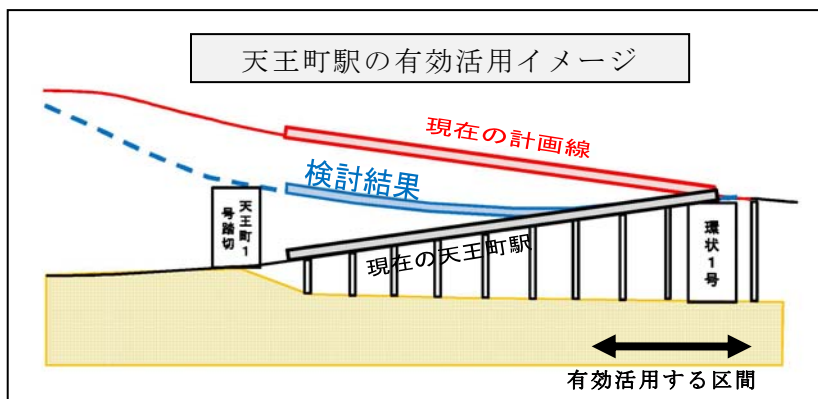 天王町駅の有効活用イメージ
現在の計画線
検討結果
天王町1
号踏切
現在の天王町駅
環状1号
有効活用する区間